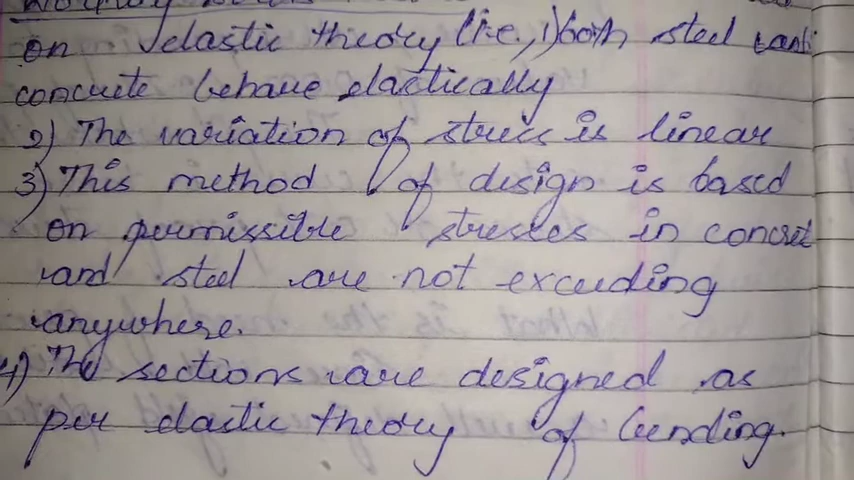 on elastic theory (i.e., 1) both steel and
concrete behave elastically
2) The variation of stress is linear
3) This method of design is based
on permissible stresses in concret
and steel are not exceeding
anywhere.
4) The sections are designed as
per elastic theory of bending.